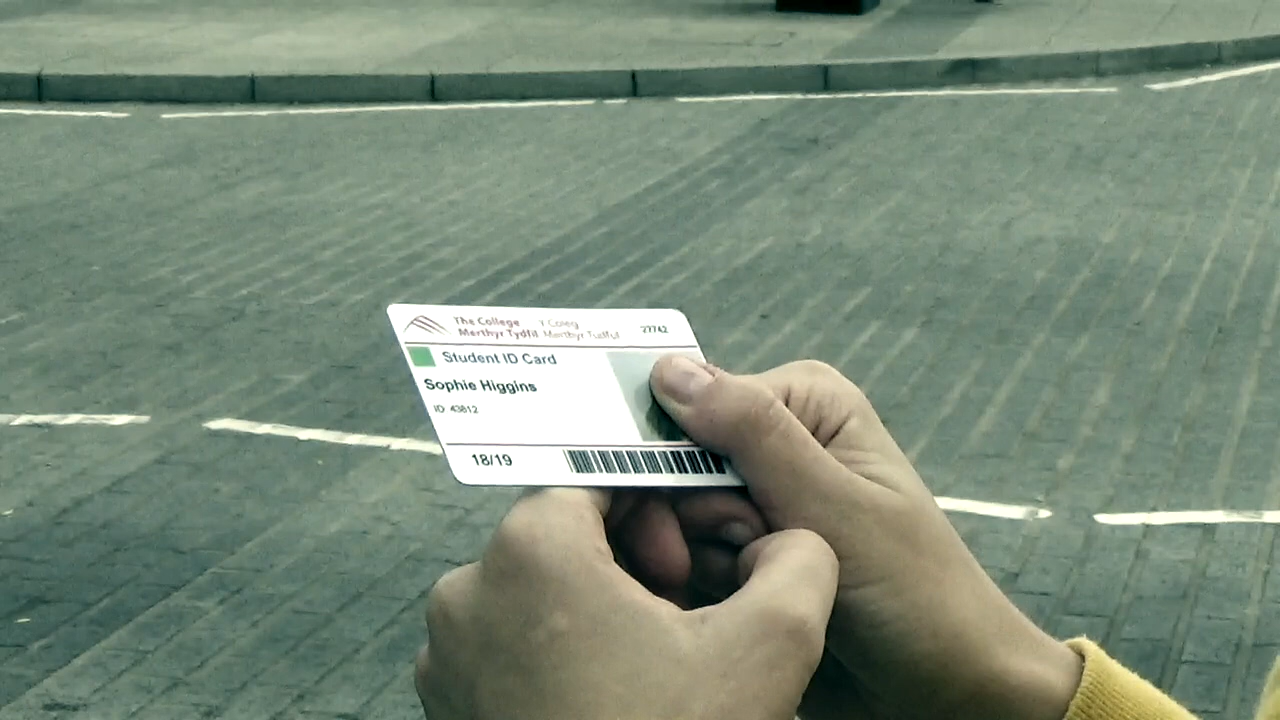 The College
Merthyr Tydfil
Y Coleg
Merthyr Tudful
27742
Student ID Card
Sophie Higgins
ID 43812
18/19